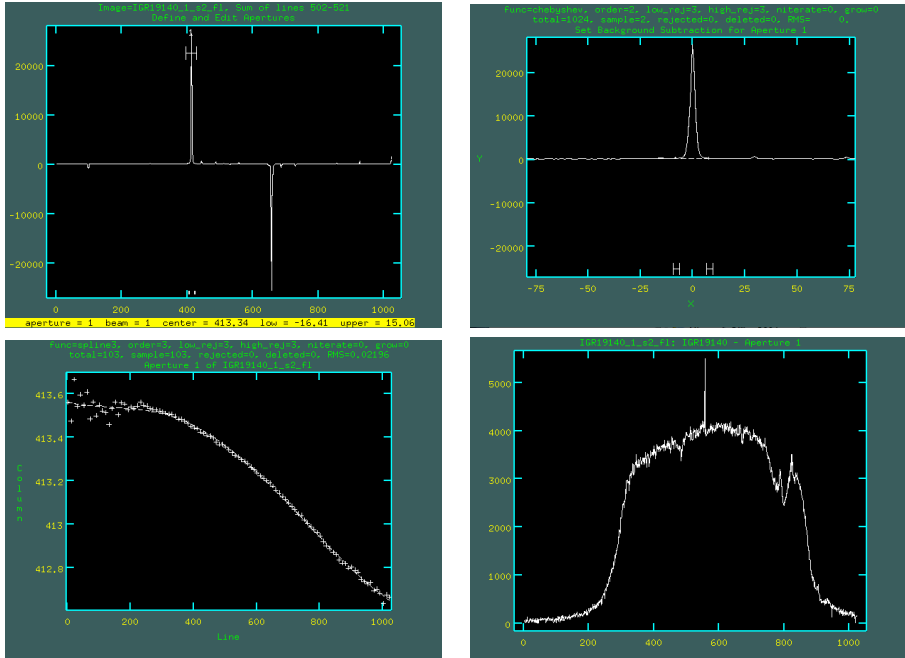 Image=IGR19140_1_s2_fl, Sum of lines 502-521
Define and Edit Apertures
20000
10000
0
-10000
-20000
0 200 400 600 800 1000
aperture = 1 beam = 1 center = 413.34 low = -16.41 upper = 15.06
func=chebyshev, order=2, low_rej=3, high_rej=3, niterate=0, grow=0
total=1024, sample=2, rejected=0, deleted=0, RMS= 0.
Set Background Subtraction for Aperture 1
20000
10000
Y
0
-10000
-20000
-75 -50 -25 0 25 50 75
X
func=spline3, order=3, low_rej=3, high_rej=3, niterate=0, grow=0
total=103, sample=103, rejected=0, deleted=0, RMS=0.02196
Aperture 1 of IGR19140_1_s2_fl
413.6
413.4
413.2
413
412.8
Column
0 200 400 600 800 1000
Line
IGR19140_1_s2_fl: IGR19140 - Aperture 1
5000
4000
3000
2000
1000
0
0 200 400 600 800 1000